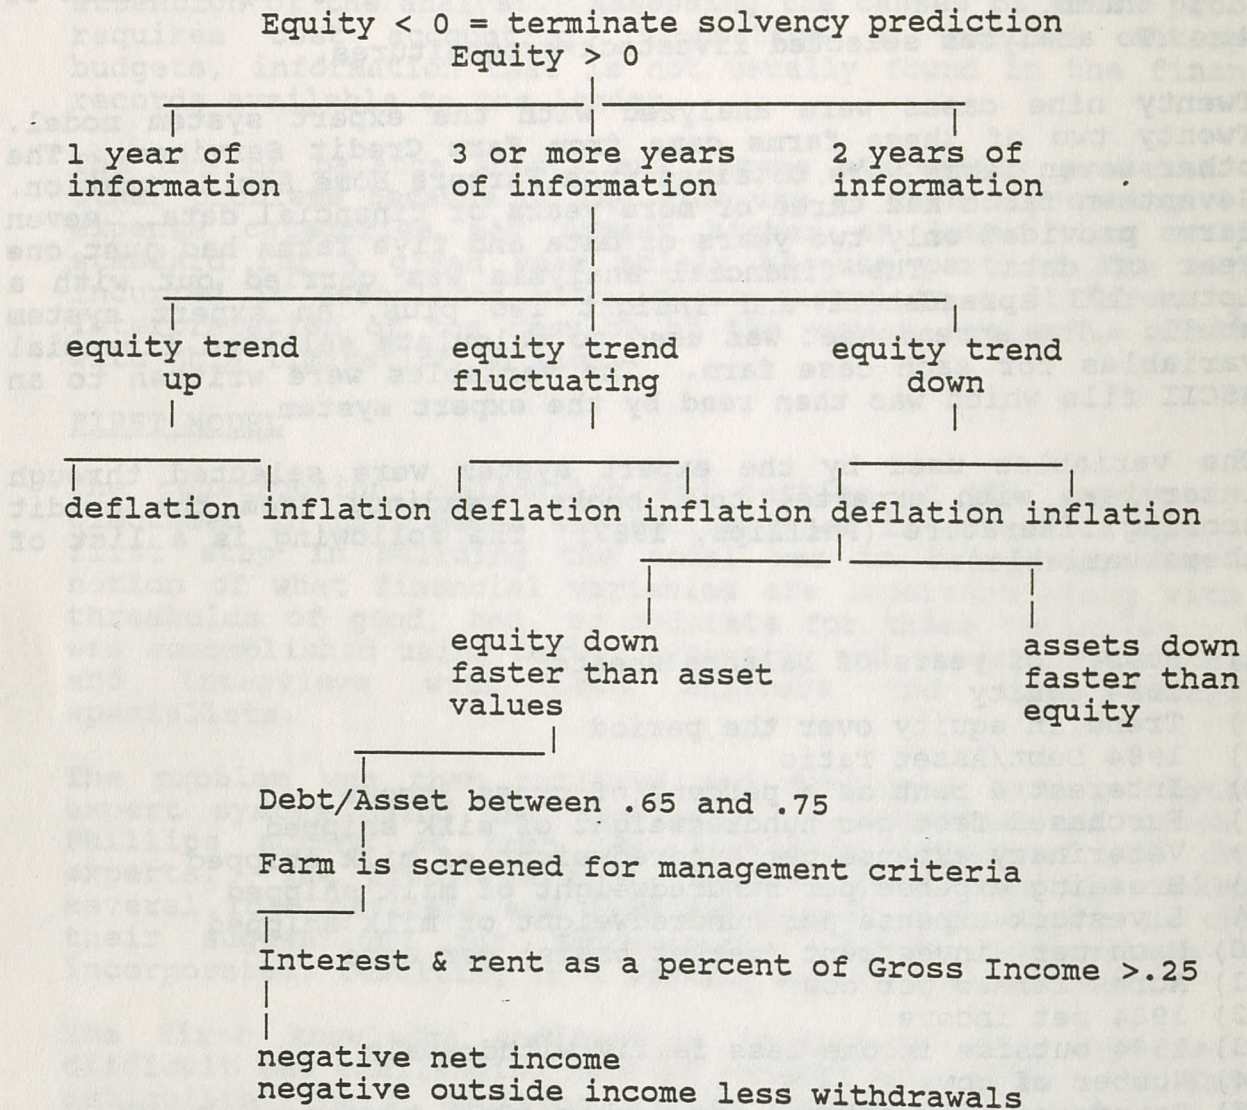 Equity < 0 = terminate solvency prediction
Equity > 0
1 year of information
3 or more years of information
2 years of information
equity trend up
equity trend fluctuating
equity trend down
deflation inflation deflation inflation deflation inflation
equity down faster than asset values
assets down faster than equity
Debt/Asset between .65 and .75
Farm is screened for management criteria
Interest & rent as a percent of Gross Income >.25
negative net income
negative outside income less withdrawals